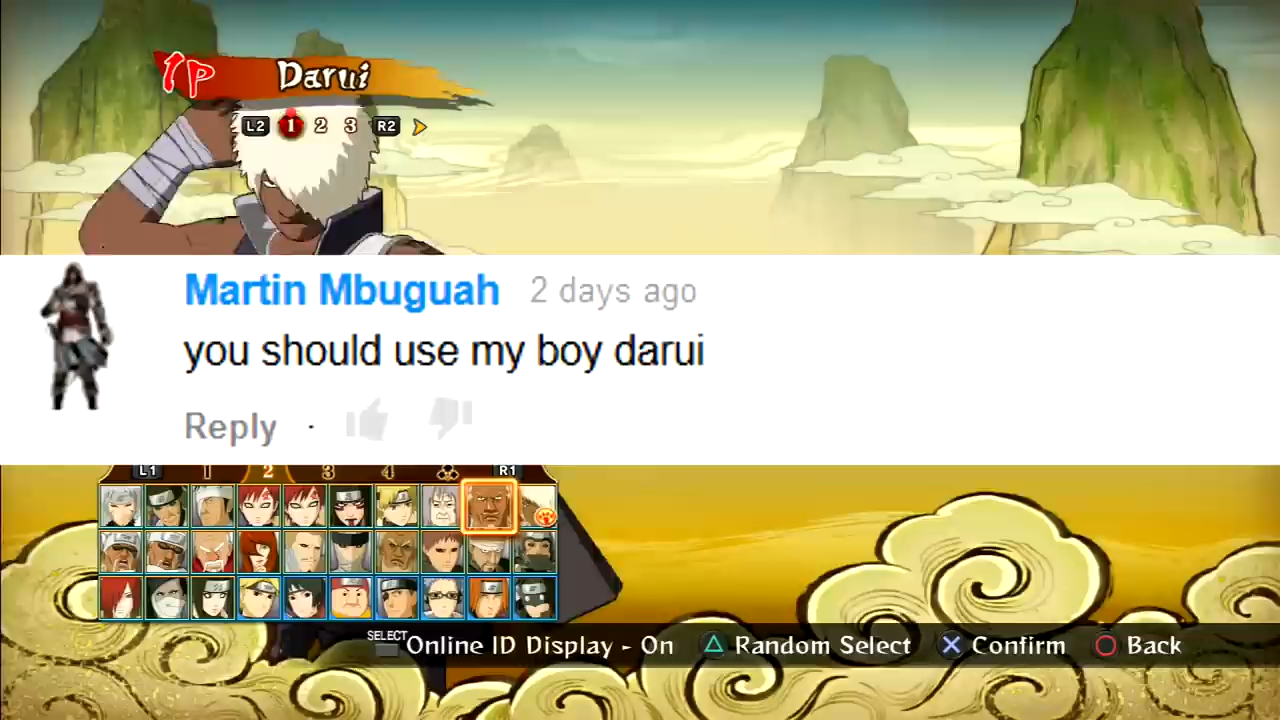 1P Darui
L2 1 2 3 R2
Martin Mbuguah 2 days ago
you should use my boy darui
Reply ·
L1 1 2 3 4 R1
SELECT Online ID Display - On Random Select Confirm Back